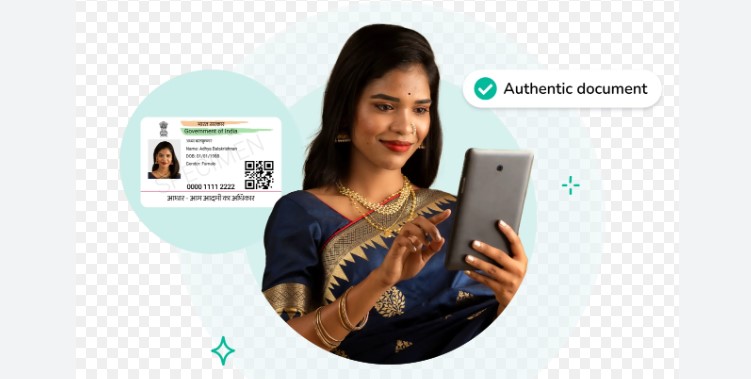 Authentic document
भारत सरकार
Government of India
Name: Aditya Balakrishnan
DOB: 01/01/1988
Gender: Female
SPECIMEN
0000 1111 2222
आधार - आम आदमी का अधिकार